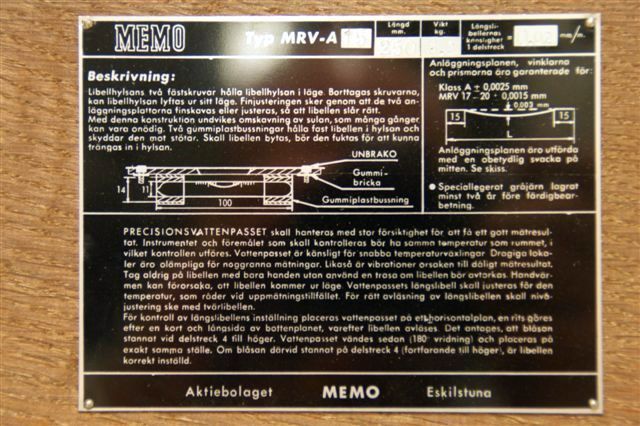 MEMO Typ MRV-A
Längd mm. 250
Vikt kg.
Längslibellernas känslighet = 1 delstreck mm/m.
Beskrivning:
Libellhylsans två fästskruvar hålla libellhylsan i läge. Borttagas skruvarna,
kan libellhylsan lyftas ur sitt läge. Finjusteringen sker genom att de två an-
läggningsplattorna finskavas eller justeras, så att libellen slår rätt.
Med denna konstruktion undvikes omskavning av sulan, som många gånger
kan vara onödig. Två gummiplastbussningar hålla fast libellen i hylsan och
skyddar den mot stötar. Skall libellen bytas, bör den fuktas för att kunna
trängas in i hylsan.
UNBRAKO
Gummi-
bricka
Gummiplastbussning
14
11
100
Anläggningsplanen, vinklarna
och prismorna äro garanterade för:
Klass A ± 0,0025 mm
MRV 17 - 20 ± 0,0015 mm
0,003 mm
15
15
L
Anläggningsplanen äro utförda
med en obetydlig svacka på
mitten. Se skiss.
• Speciallegerat gråjärn lagrat
minst två år före färdigbear-
betning.
PRECISIONSVATTENPASSET skall hanteras med stor försiktighet för att få ett gott mätresul-
tat. Instrumentet och föremålet som skall kontrolleras bör ha samma temperatur som rummet, i
vilket kontrollen utföres. Vattenpasset är känsligt för snabba temperaturväxlingar. Dragiga loka-
ler äro olämpliga för noggranna mätningar. Likaså är vibrationer orsaken till dåligt mätresultat.
Tag aldrig på libellen med bara handen utan använd en trasa om libellen bör avtorkas. Handvär-
men kan förorsaka, att libellen kommer ur läge. Vattenpassets längslibell skall justeras för den
temperatur, som råder vid uppmätningstillfället. För rätt avläsning av längslibellen skall nivå-
justering ske med tvärlibellen.
För kontroll av längslibellens inställning placeras vattenpasset på ett horisontalplan, en rits göres
efter en kort och långsida av bottenplanet, varefter libellen avläses. Det antages, att blåsan
stannat vid delstreck 4 till höger. Vattenpasset vändes sedan (180° vridning) och placeras på
exakt samma ställe. Om blåsan därvid stannat på delstreck 4 (fortfarande till höger), är libellen
korrekt inställd.
Aktiebolaget MEMO Eskilstuna